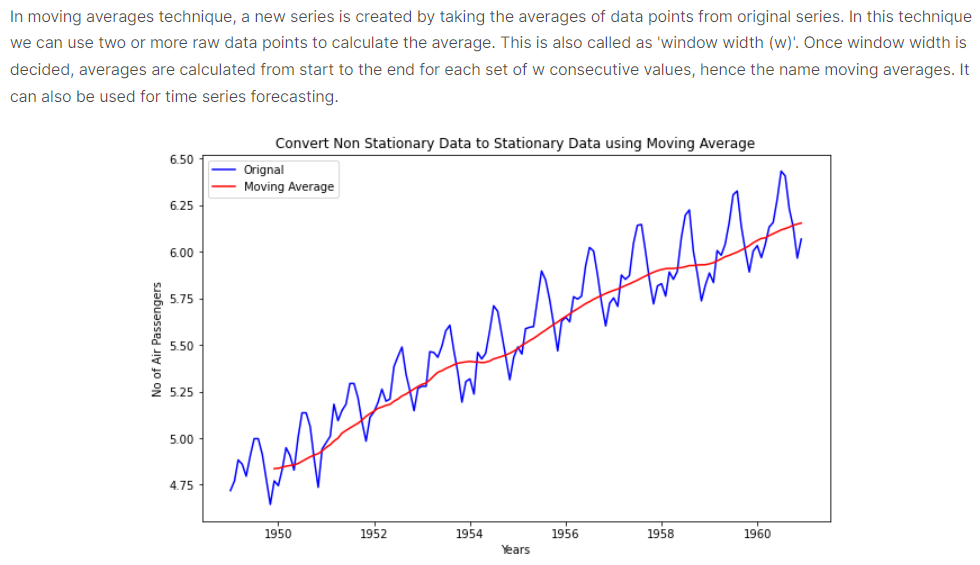 In moving averages technique, a new series is created by taking the averages of data points from original series. In this technique
we can use two or more raw data points to calculate the average. This is also called as 'window width (w)'. Once window width is
decided, averages are calculated from start to the end for each set of w consecutive values, hence the name moving averages. It
can also be used for time series forecasting.
Convert Non Stationary Data to Stationary Data using Moving Average
Orignal
Moving Average
No of Air Passengers
6.50
6.25
6.00
5.75
5.50
5.25
5.00
4.75
1950 1952 1954 1956 1958 1960
Years